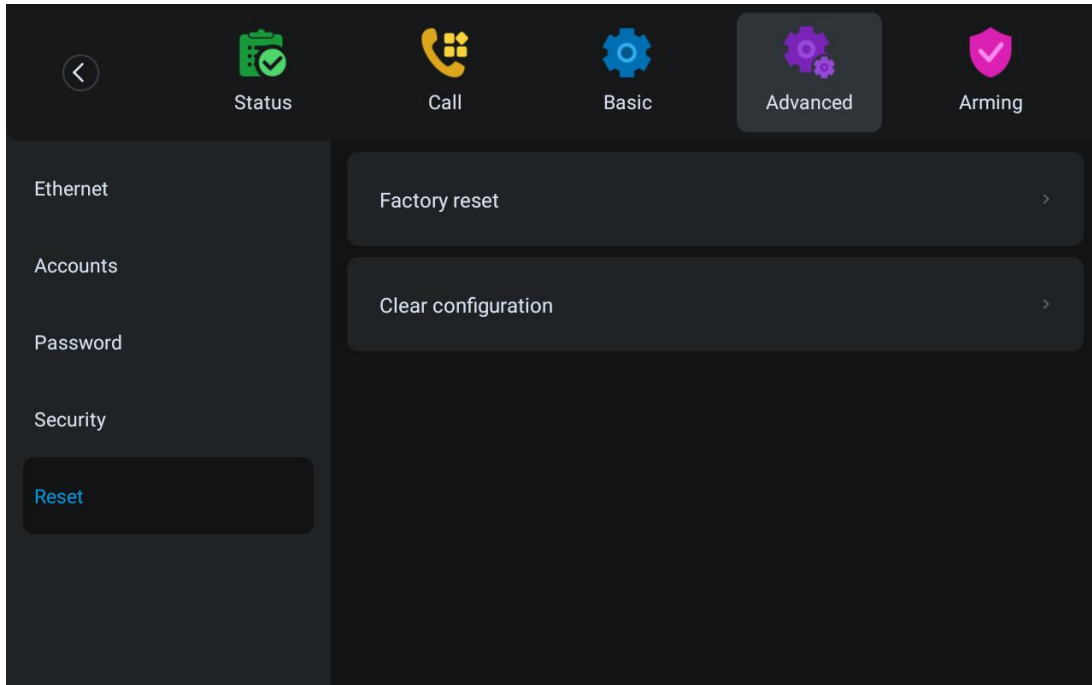 Status
Call
Basic
Advanced
Arming
Ethernet
Accounts
Password
Security
Reset
Factory reset
Clear configuration